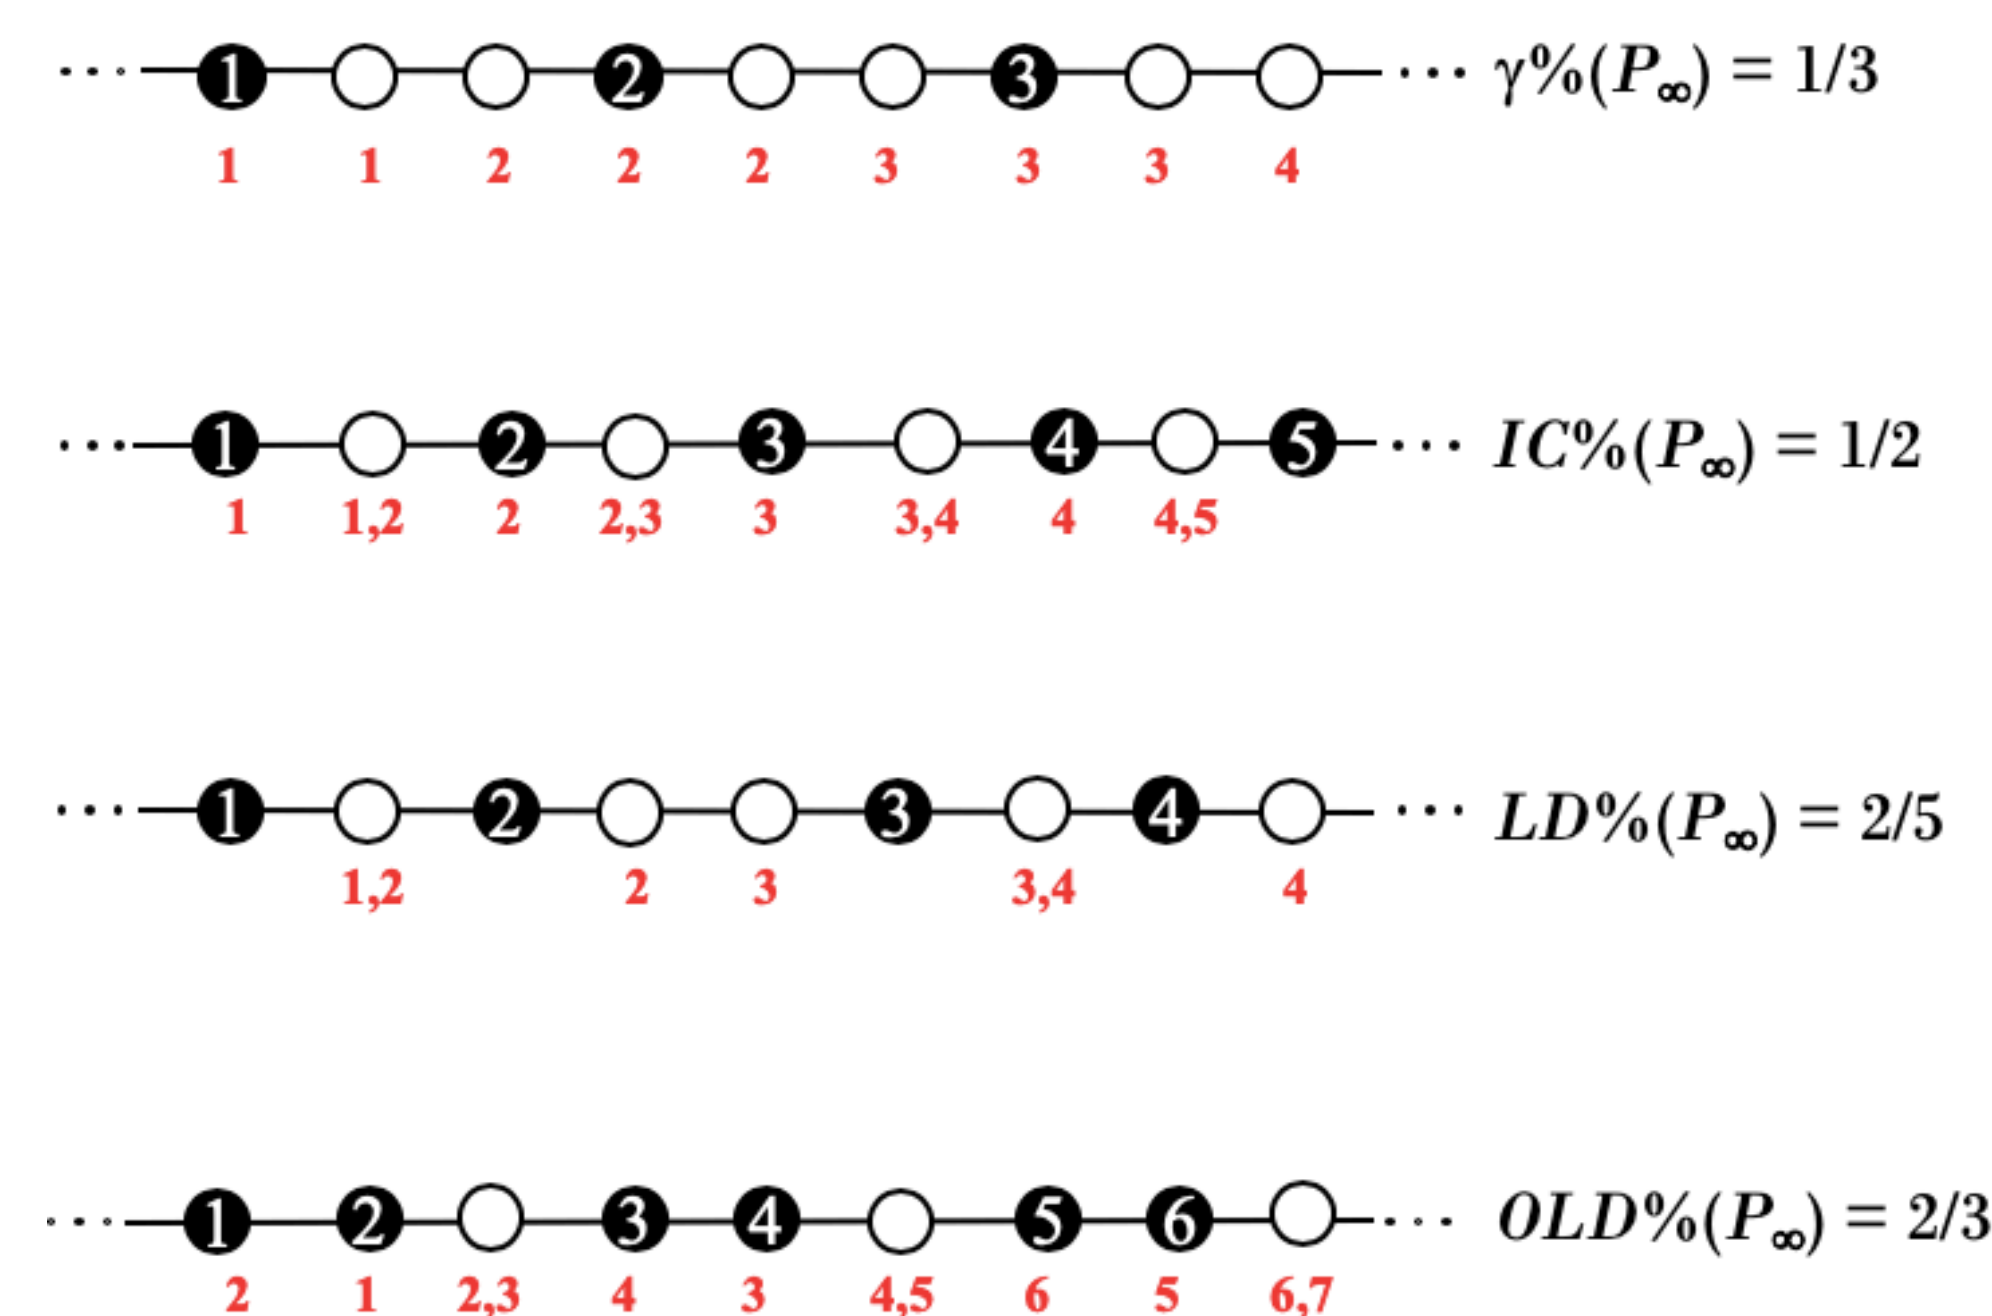 ··· 1 2 3 ··· γ%(P∞) = 1/3
1 1 2 2 2 3 3 3 4
··· 1 2 3 4 5 ··· IC%(P∞) = 1/2
1 1,2 2 2,3 3 3,4 4 4,5
··· 1 2 3 4 ··· LD%(P∞) = 2/5
1,2 2 3 3,4 4
··· 1 2 3 4 5 6 ··· OLD%(P∞) = 2/3
2 1 2,3 4 3 4,5 6 5 6,7